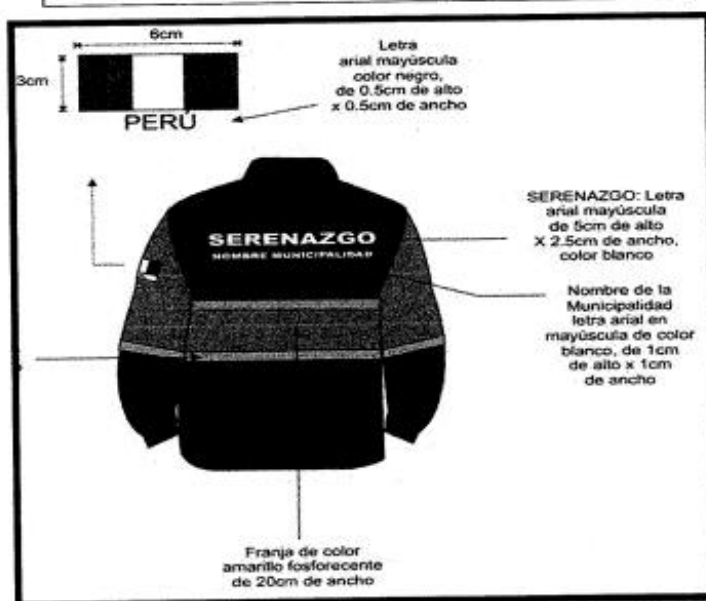 6cm
3cm
PERÚ
Letra
arial mayúscula
color negro,
de 0.5cm de alto
x 0.5cm de ancho
SERENAZGO
NOMBRE MUNICIPALIDAD
SERENAZGO: Letra
arial mayúscula
de 5cm de alto
X 2.5cm de ancho,
color blanco
Nombre de la
Municipalidad
letra arial en
mayúscula de color
blanco, de 1cm
de alto x 1cm
de ancho
Franja de color
amarillo fosforecente
de 20cm de ancho